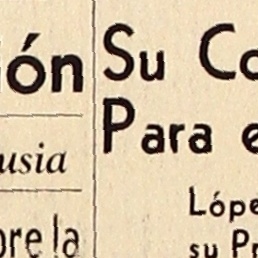 ión
usia
ore la
Su Co
Para e
Lópe
su Pr